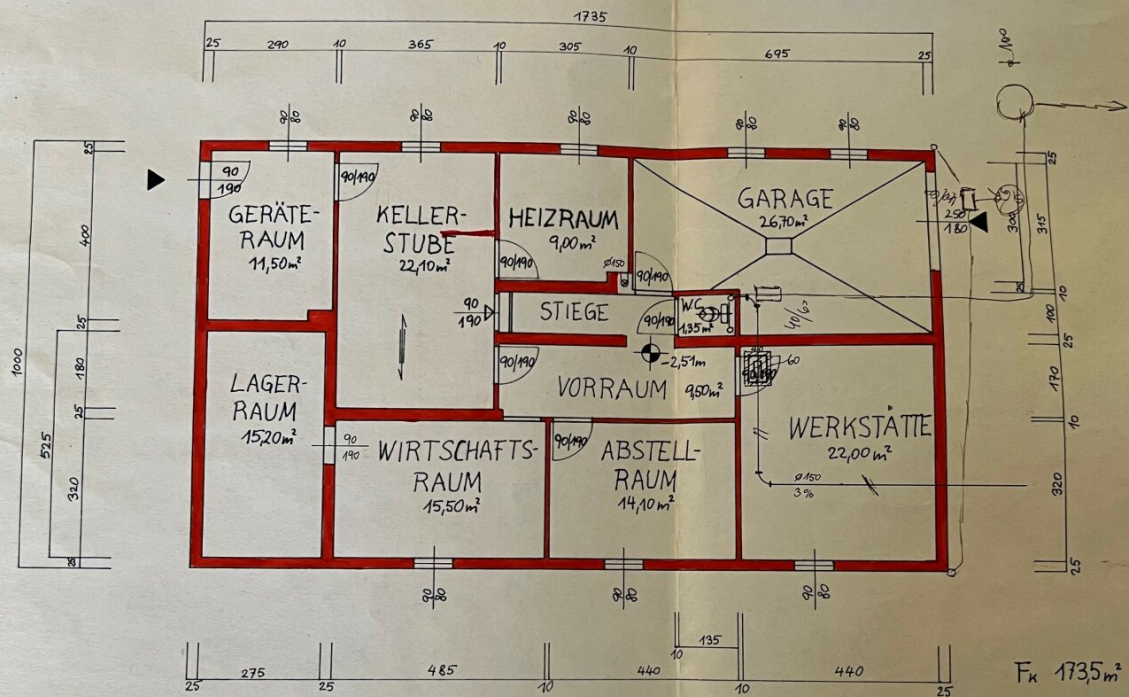 1735
25 290 10 365 10 305 10 695 25
100
90/80 90/80 90/80 90/80 90/80
25
400
25
180
25
320
25
1000
525
90/190
GERÄTE-
RAUM
11,50m²
90/190
KELLER-
STUBE
22,10m²
HEIZRAUM
9,00m²
90/190
Ø150
90/190
GARAGE
26,70m²
250
180
300
25
315
10
100
25
170
10
320
25
25
90
190
STIEGE
90/190
WC
1,35m²
40/60
-2,51m
90/190
VORRAUM
9,50m²
90/190
60
LAGER-
RAUM
15,20m²
90
190
WIRTSCHAFTS-
RAUM
15,50m²
90/190
ABSTELL-
RAUM
14,10m²
WERKSTÄTTE
22,00m²
Ø150
3%
90/80 90/80 90/80
135
10
25 275 25 485 10 440 10 440 25
Fk 173,5m²